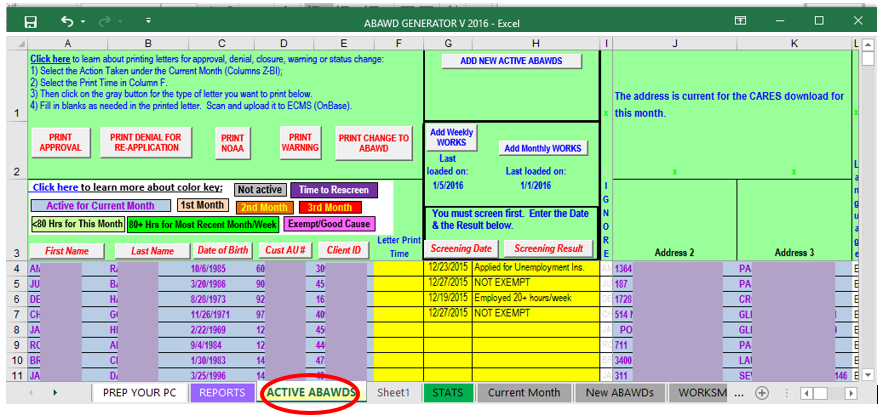 ABAWD GENERATOR V 2016 - Excel
A B C D E F G H I J K L
Click here to learn about printing letters for approval, denial, closure, warning or status change:
1) Select the Action Taken under the Current Month (Columns Z-BI);
2) Select the Print Time in Column F.
3) Then click on the gray button for the type of letter you want to print below.
4) Fill in blanks as needed in the printed letter. Scan and upload it to ECMS (OnBase).
ADD NEW ACTIVE ABAWDS
The address is current for the CARES download for
this month.
1 x x
PRINT
APPROVAL
PRINT DENIAL FOR
RE-APPLICATION
PRINT
NOAA
PRINT
WARNING
PRINT CHANGE TO
ABAWD
Add Weekly
WORKS
Last
loaded on:
1/5/2016
Add Monthly WORKS
Last loaded on:
1/1/2016
2 x x
Click here to learn more about color key:
Not active
Time to Rescreen
Active for Current Month
1st Month
2nd Month
3rd Month
<80 Hrs for This Month
80+ Hrs for Most Recent Month/Week
Exempt/Good Cause
You must screen first. Enter the Date
& the Result below.
I
G
N
O
R
E
L
a
n
g
u
a
g
e
3
First Name
Last Name
Date of Birth
Cust AU #
Client ID
Letter Print
Time
Screening Date
Screening Result
Address 2
Address 3
4 AM RA 10/6/1985 60 30 12/23/2015 Applied for Unemployment Ins. 1364 PA E
5 JU BA 3/20/1986 90 45 12/27/2015 NOT EXEMPT 187 PA E
6 DE HA 8/28/1973 92 16 12/19/2015 Employed 20+ hours/week 1728 CR E
7 CH GO 11/26/1971 97 40 12/27/2015 NOT EXEMPT 514 GL E
8 JA HE 2/22/1969 12 45 PO GL E
9 RO AL 9/4/1984 12 44 711 PA E
10 BR CL 1/30/1983 14 47 3400 LAU E
11 JA DA 3/25/1996 14 311 SE 146 E
PREP YOUR PC REPORTS ACTIVE ABAWDS Sheet1 STATS Current Month New ABAWDs WORKSM ...